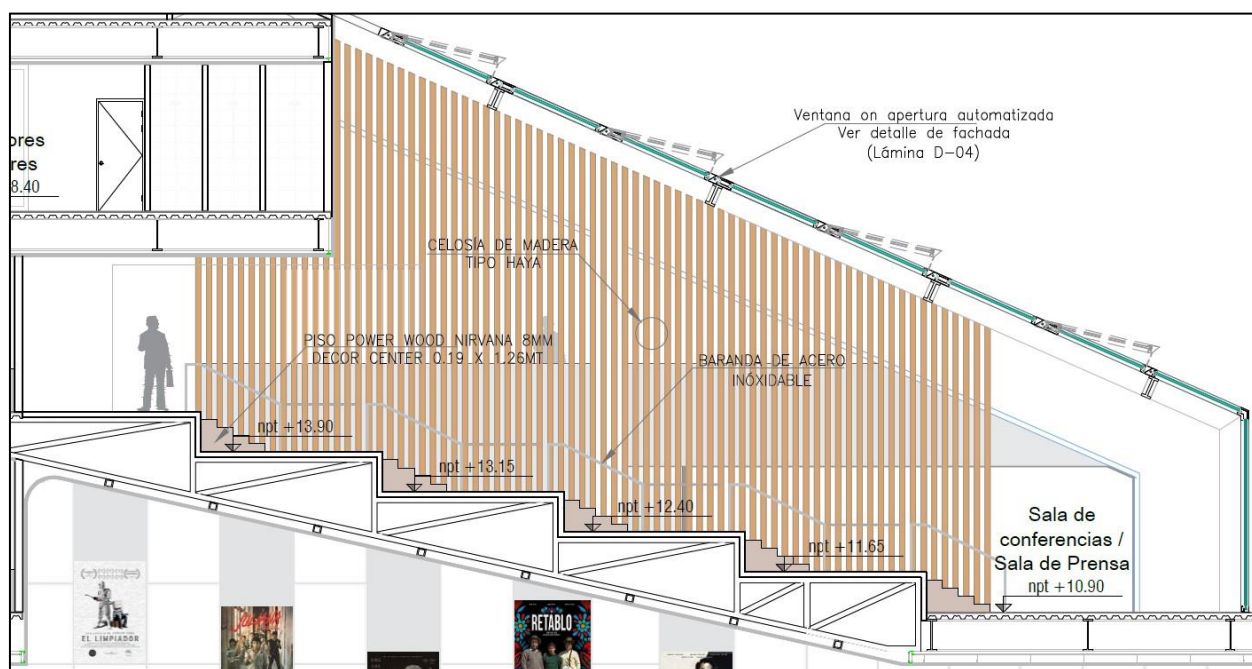 Ventana on apertura automatizada
Ver detalle de fachada
(Lámina D-04)
ores
res
8.40
CELOSÍA DE MADERA
TIPO HAYA
PISO POWER WOOD NIRVANA 8MM
DECOR CENTER 0.19 X 1.26MT
BARANDA DE ACERO
INÓXIDABLE
npt +13.90
npt +13.15
npt +12.40
npt +11.65
Sala de
conferencias /
Sala de Prensa
npt +10.90
EL LIMPIADOR
RETABLO